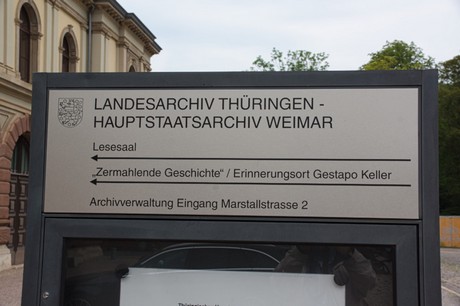 LANDESARCHIV THÜRINGEN -
HAUPTSTAATSARCHIV WEIMAR
Lesesaal
„Zermahlende Geschichte“ / Erinnerungsort Gestapo Keller
Archivverwaltung Eingang Marstallstrasse 2